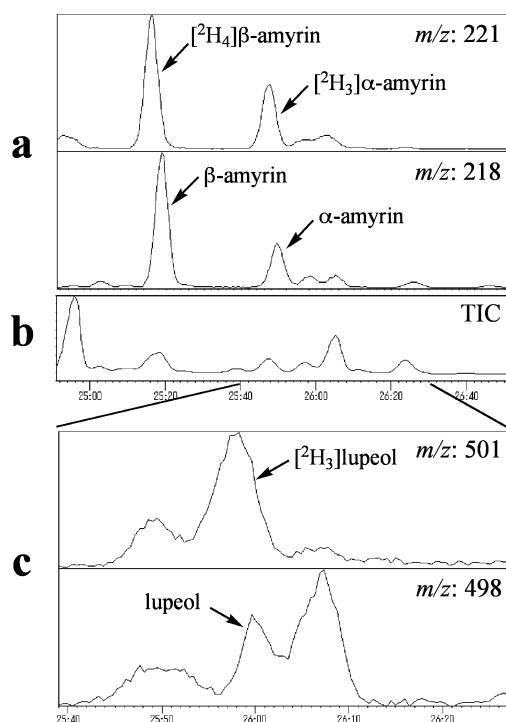 a
[²H₄]β-amyrin
m/z: 221
[²H₃]α-amyrin
m/z: 218
β-amyrin
α-amyrin
b
TIC
25:00 25:20 25:40 26:00 26:20 26:40
c
m/z: 501
[²H₃]lupeol
m/z: 498
lupeol
25:40 25:50 26:00 26:10 26:20